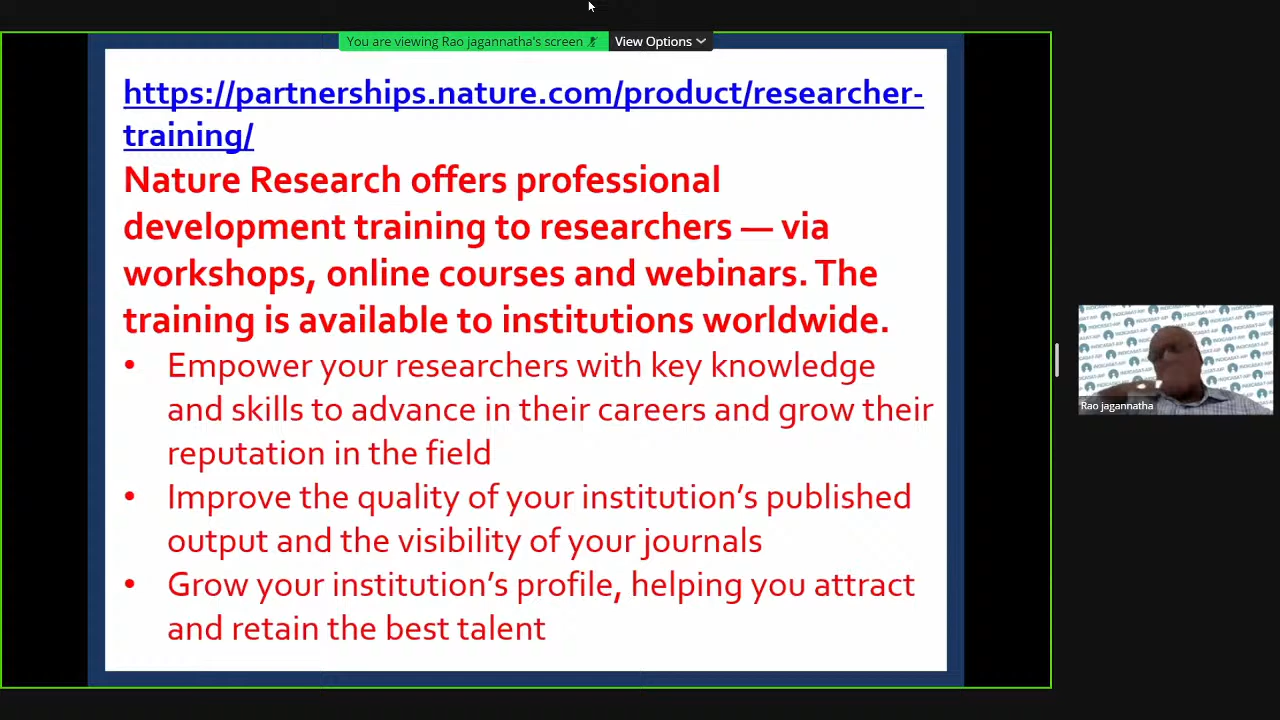 You are viewing Rao jagannatha's screen
View Options
https://partnerships.nature.com/product/researcher-
training/
Nature Research offers professional
development training to researchers — via
workshops, online courses and webinars. The
training is available to institutions worldwide.
• Empower your researchers with key knowledge
and skills to advance in their careers and grow their
reputation in the field
• Improve the quality of your institution’s published
output and the visibility of your journals
• Grow your institution’s profile, helping you attract
and retain the best talent
INDICASAT-AIP
Rao jagannatha